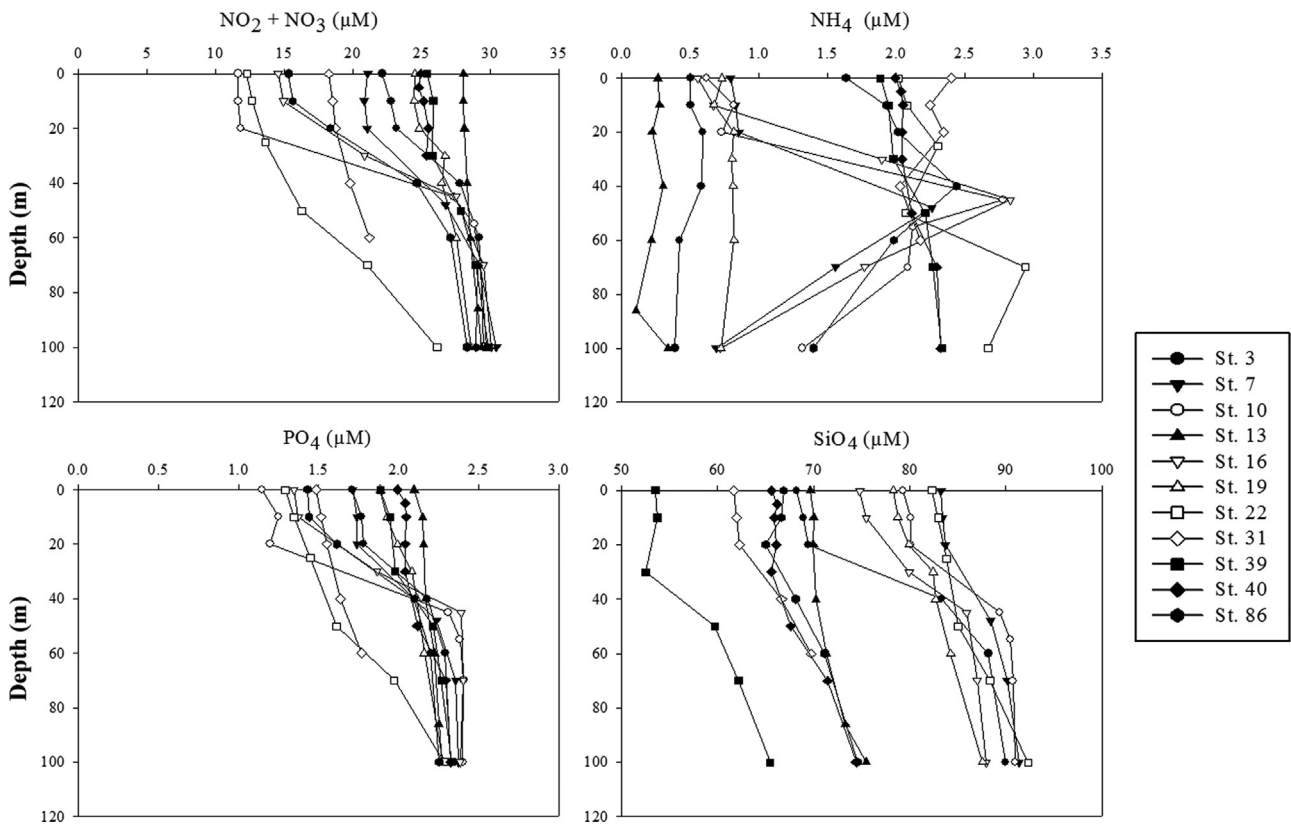 NO2 + NO3 (µM)
0 5 10 15 20 25 30 35
Depth (m)
0
20
40
60
80
100
120
NH4 (µM)
0.0 0.5 1.0 1.5 2.0 2.5 3.0 3.5
0
20
40
60
80
100
120
PO4 (µM)
0.0 1.0 1.5 2.0 2.5 3.0
Depth (m)
0
20
40
60
80
100
120
SiO4 (µM)
50 60 70 80 90 100
0
20
40
60
80
100
120
St. 3
St. 7
St. 10
St. 13
St. 16
St. 19
St. 22
St. 31
St. 39
St. 40
St. 86